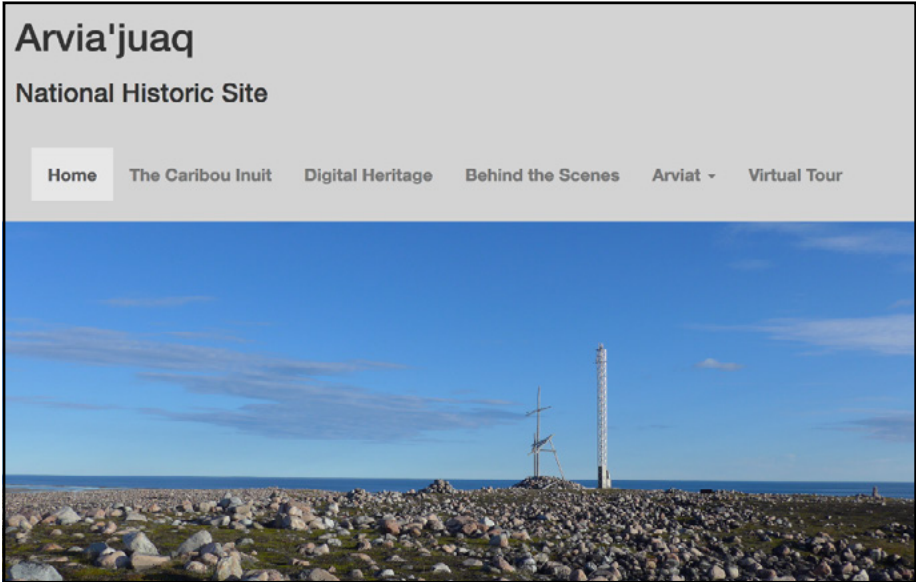 Arvia'juaq
National Historic Site
Home The Caribou Inuit Digital Heritage Behind the Scenes Arviat Virtual Tour